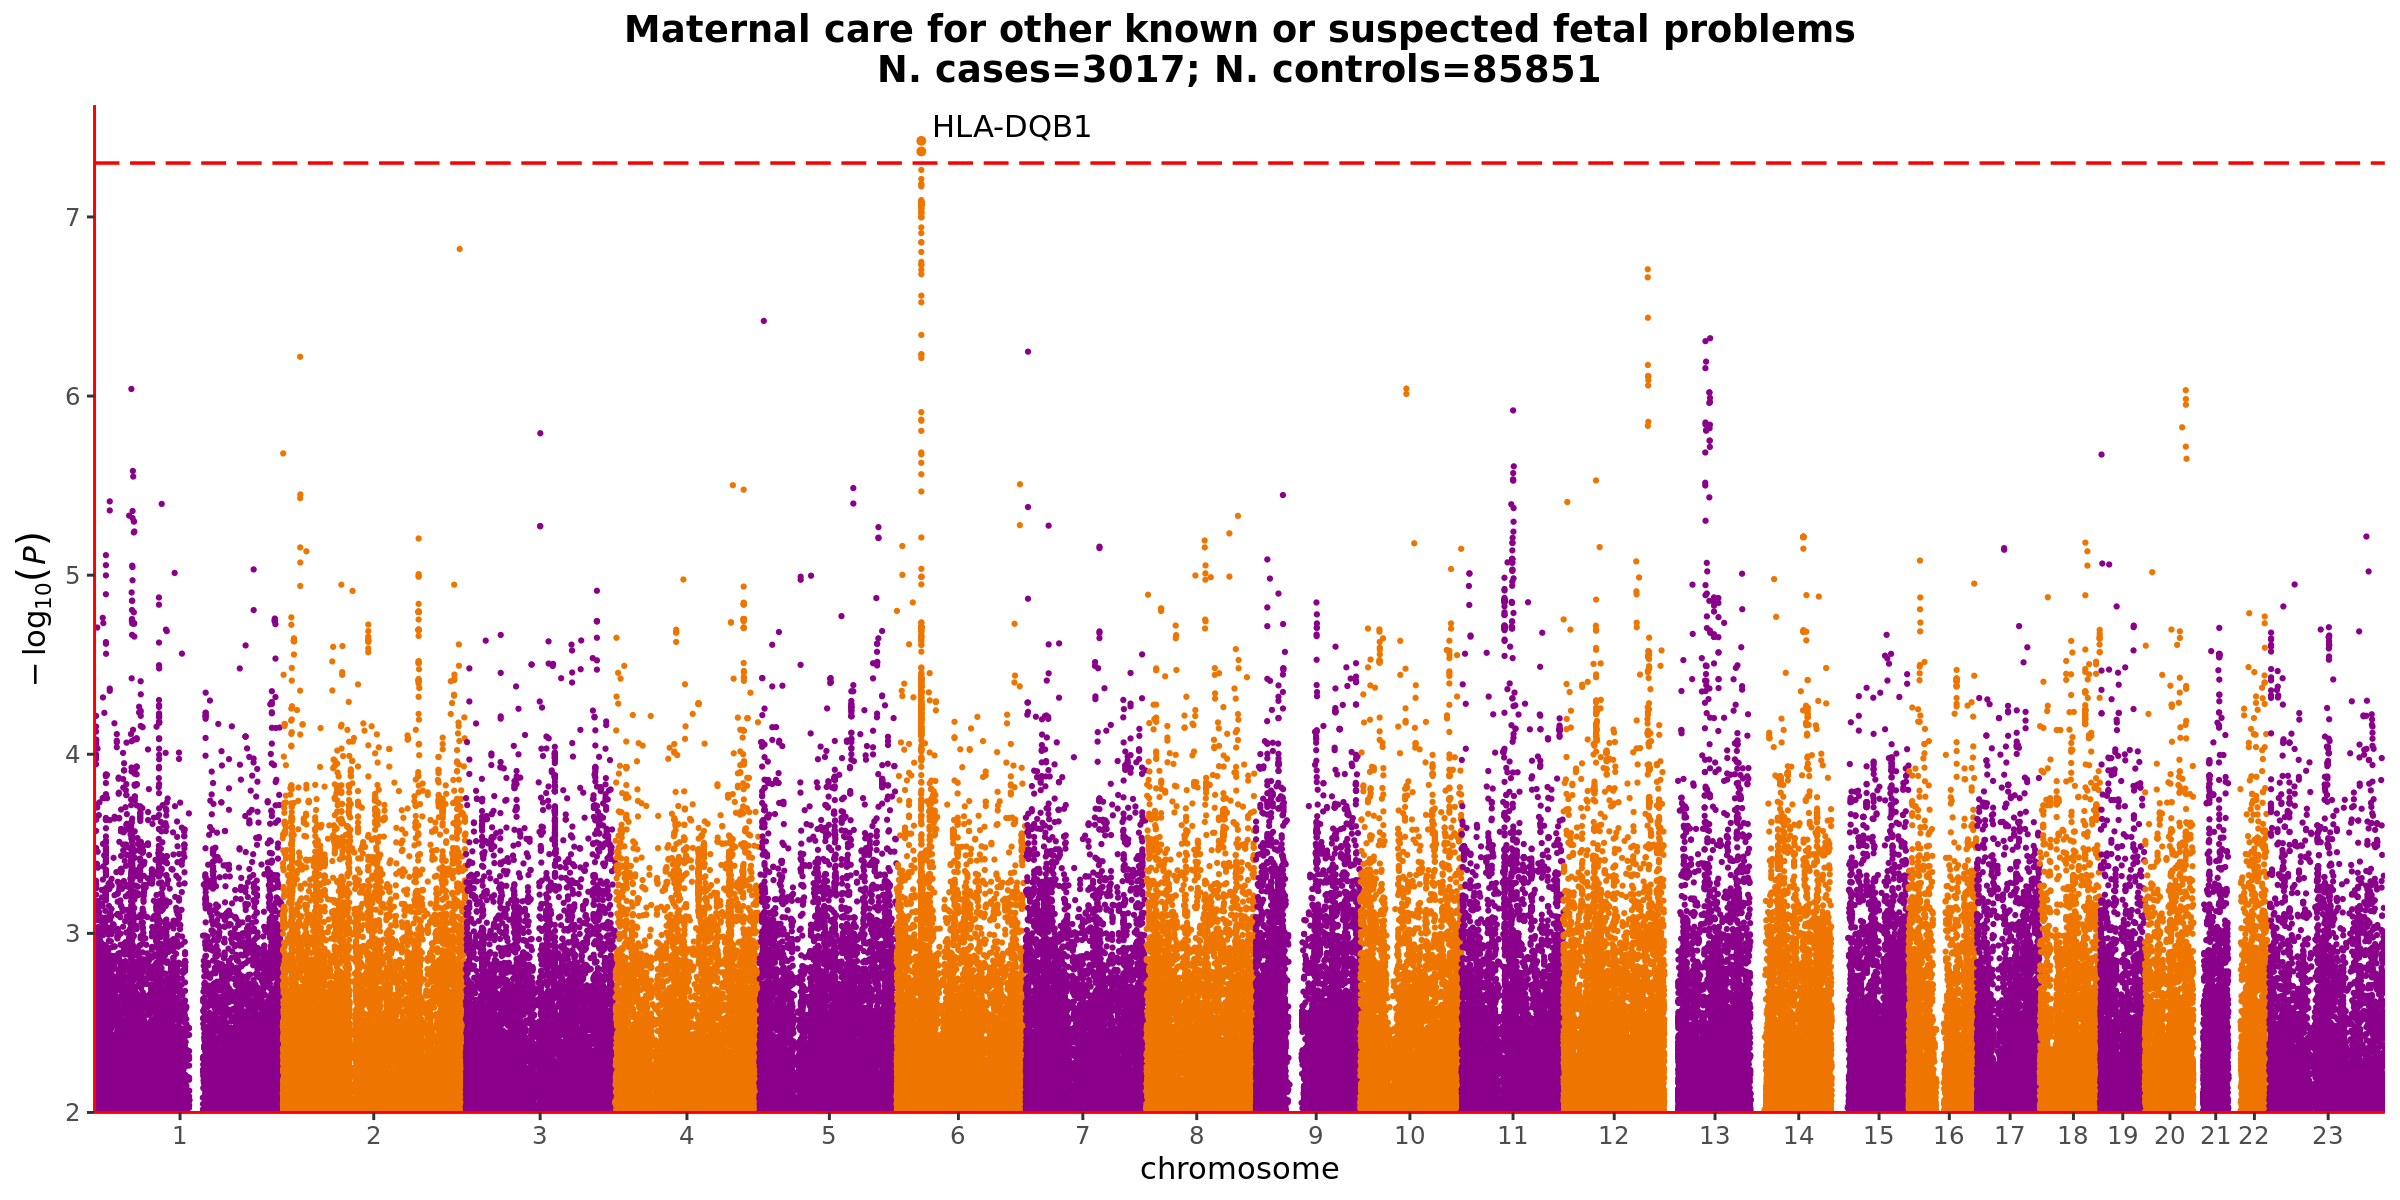 Maternal care for other known or suspected fetal problems
N. cases=3017; N. controls=85851
HLA-DQB1
−log10(P)
7
6
5
4
3
2
1 2 3 4 5 6 7 8 9 10 11 12 13 14 15 16 17 18 19 20 21 22 23
chromosome